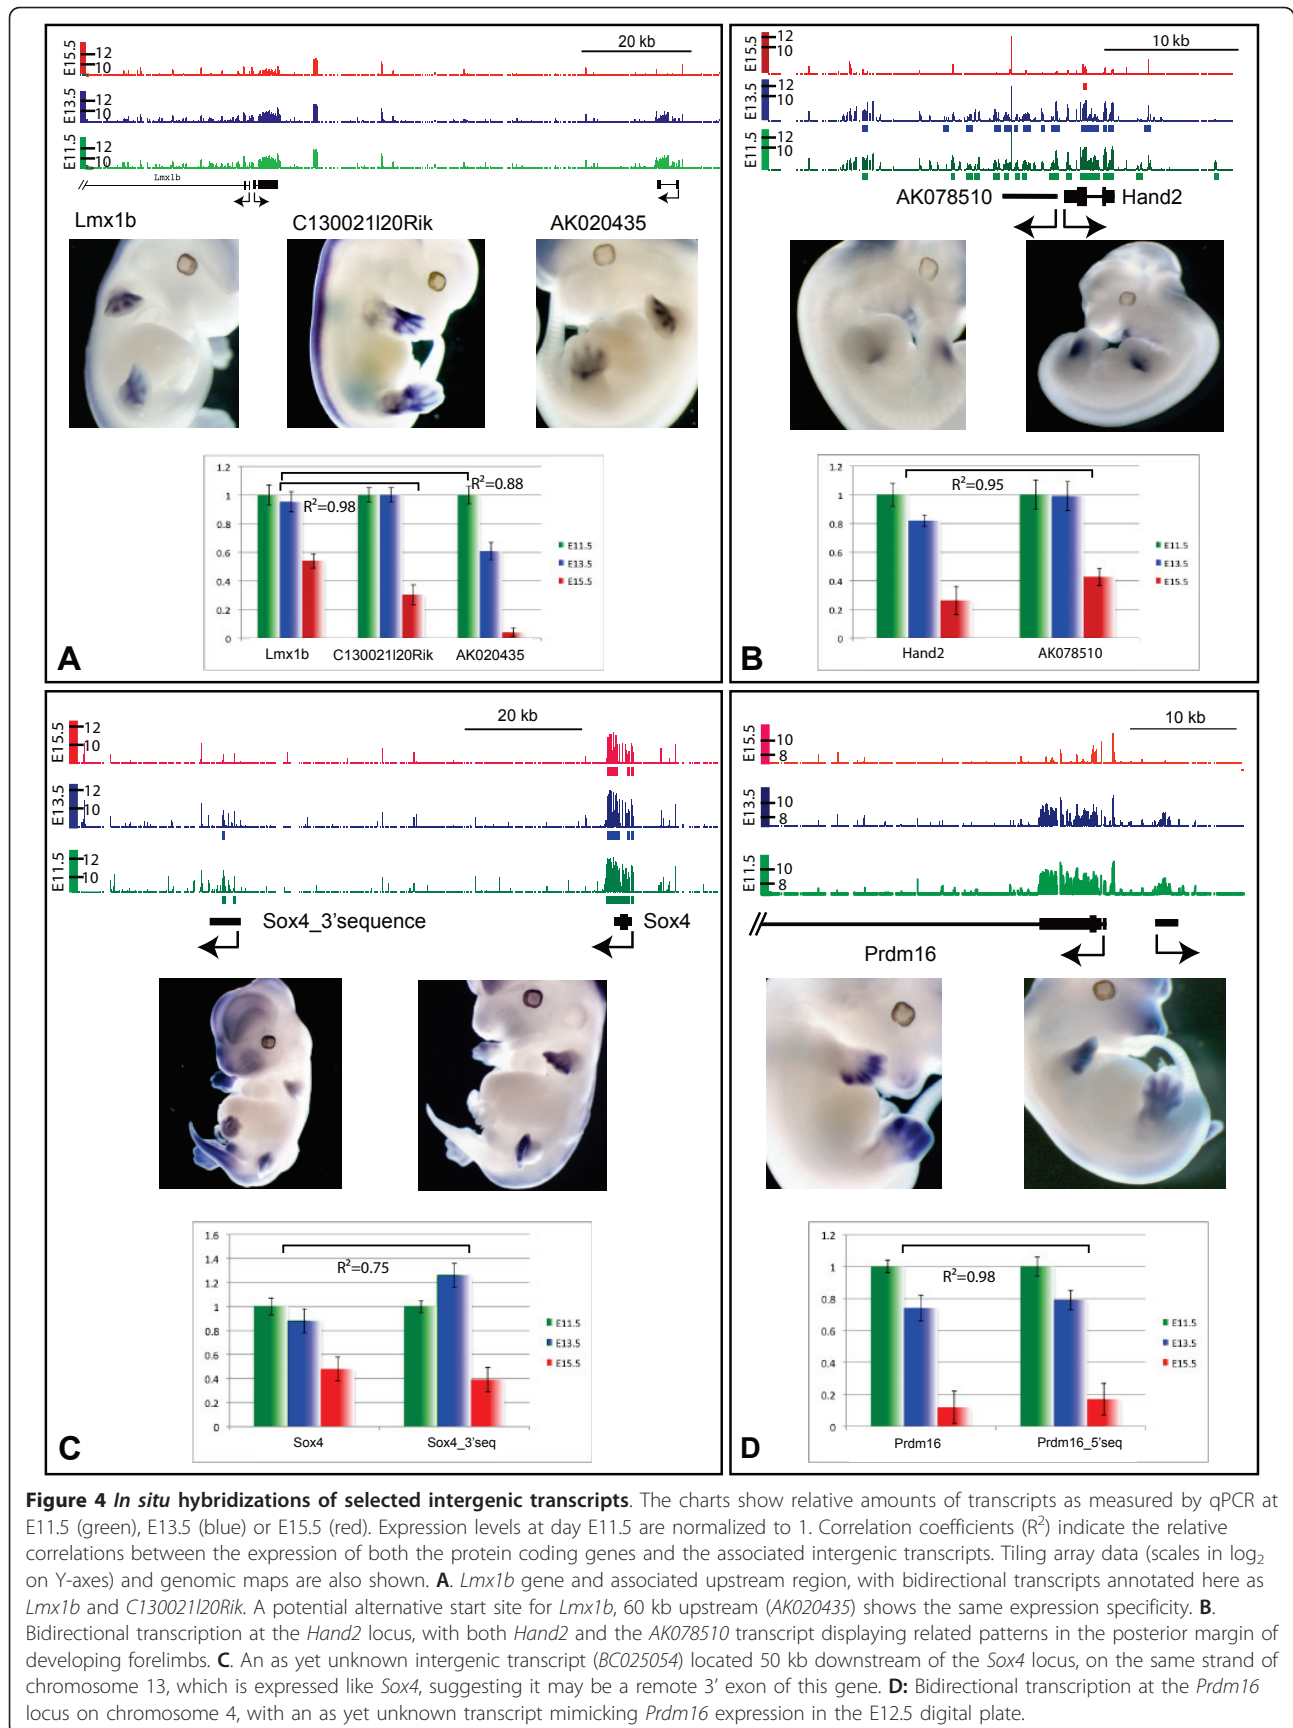 E15.5
12
10
20 kb
E13.5
12
10
E11.5
12
10
Lmx1b
Lmx1b
C130021I20Rik
AK020435
1.2
1
0.8
0.6
0.4
0.2
0
R²=0.98
R²=0.88
E11.5
E13.5
E15.5
Lmx1b
C130021I20Rik
AK020435
A
E15.5
12
10
10 kb
E13.5
12
10
E11.5
12
10
AK078510
Hand2
1.2
1
0.8
0.6
0.4
0.2
0
R²=0.95
E11.5
E13.5
E15.5
Hand2
AK078510
B
E15.5
12
10
20 kb
E13.5
12
10
E11.5
12
10
Sox4_3'sequence
Sox4
1.6
1.4
1.2
1
0.8
0.6
0.4
0.2
0
R²=0.75
E11.5
E13.5
E15.5
Sox4
Sox4_3'seq
C
E15.5
10
8
10 kb
E13.5
10
8
E11.5
10
8
Prdm16
1.2
1
0.8
0.6
0.4
0.2
0
R²=0.98
E11.5
E13.5
E15.5
Prdm16
Prdm16_5'seq
D
Figure 4 In situ hybridizations of selected intergenic transcripts. The charts show relative amounts of transcripts as measured by qPCR at
E11.5 (green), E13.5 (blue) or E15.5 (red). Expression levels at day E11.5 are normalized to 1. Correlation coefficients (R²) indicate the relative
correlations between the expression of both the protein coding genes and the associated intergenic transcripts. Tiling array data (scales in log₂
on Y-axes) and genomic maps are also shown. A. Lmx1b gene and associated upstream region, with bidirectional transcripts annotated here as
Lmx1b and C130021I20Rik. A potential alternative start site for Lmx1b, 60 kb upstream (AK020435) shows the same expression specificity. B.
Bidirectional transcription at the Hand2 locus, with both Hand2 and the AK078510 transcript displaying related patterns in the posterior margin of
developing forelimbs. C. An as yet unknown intergenic transcript (BC025054) located 50 kb downstream of the Sox4 locus, on the same strand of
chromosome 13, which is expressed like Sox4, suggesting it may be a remote 3' exon of this gene. D: Bidirectional transcription at the Prdm16
locus on chromosome 4, with an as yet unknown transcript mimicking Prdm16 expression in the E12.5 digital plate.